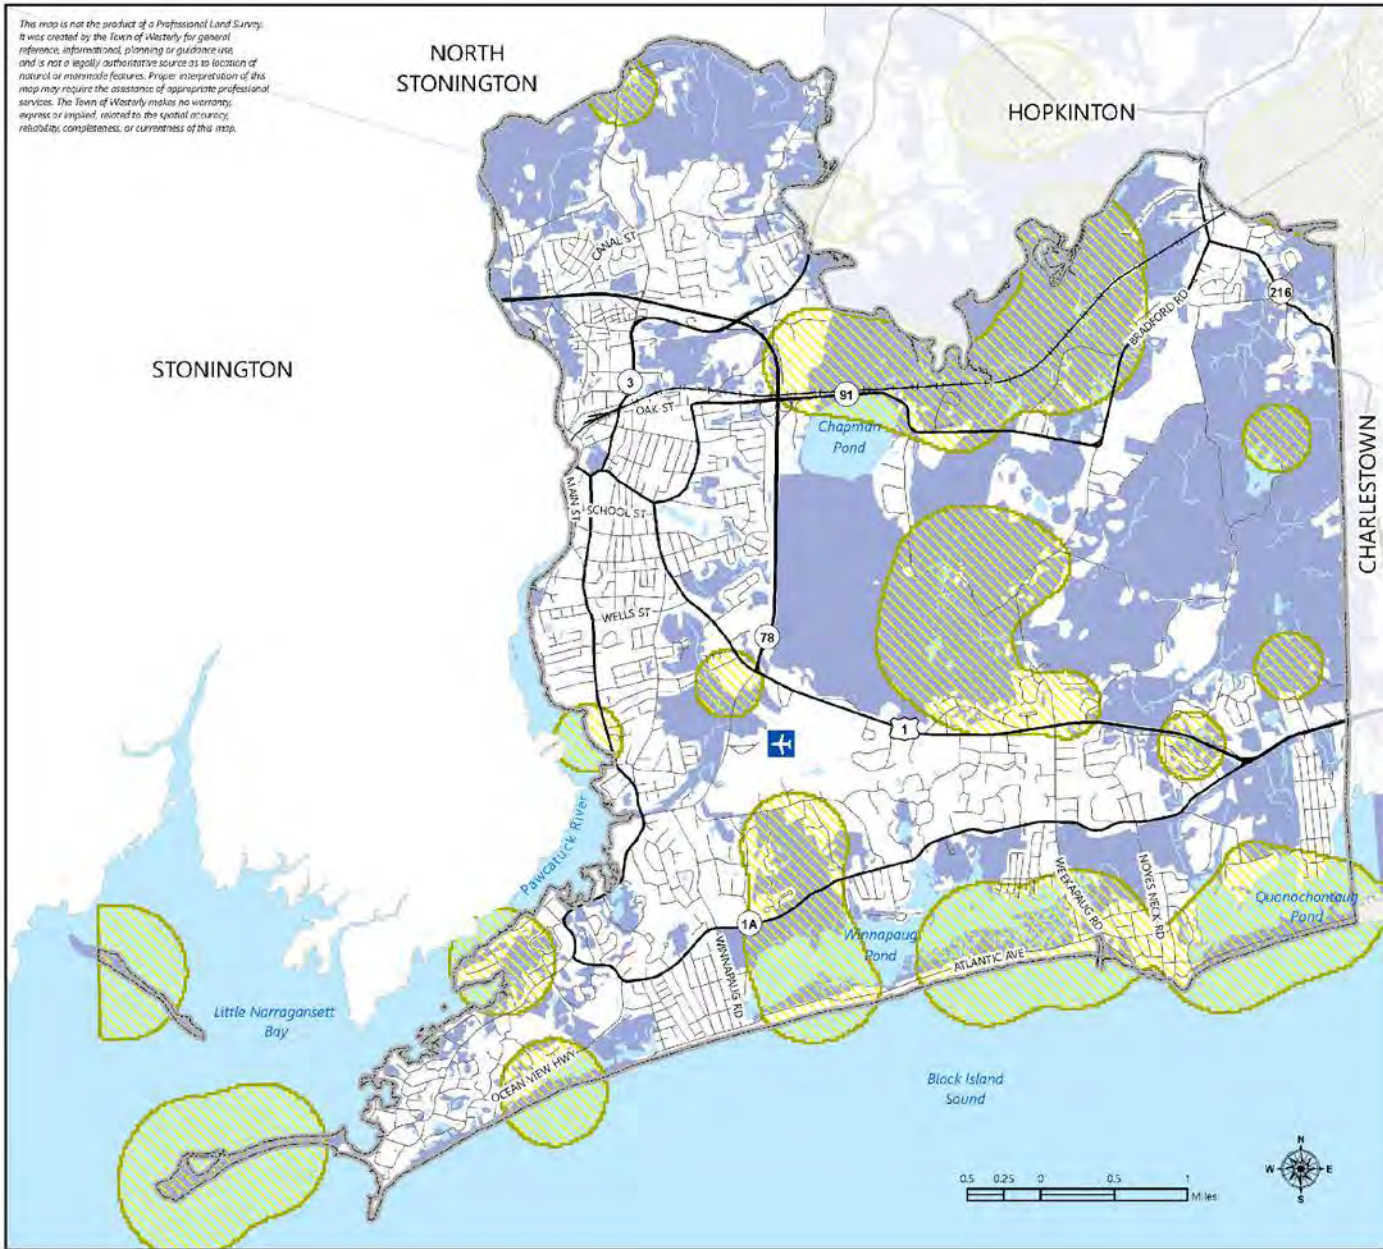 This map is not the product of a Professional Land Survey.
It was created by the Town of Westerly for general
reference, informational, planning or guidance use,
and is not a legally authoritative source as to location of
natural or manmade features. Proper interpretation of this
map may require the assistance of appropriate professional
services. The Town of Westerly makes no warranty,
express or implied, related to the spatial accuracy,
reliability, completeness, or currentness of this map.
NORTH
STONINGTON
HOPKINTON
CANAL ST
216
BRADFORD RD
STONINGTON
3
91
OAK ST
Chapman
Pond
CHARLESTOWN
MAIN ST
SCHOOL ST
WELLS ST
78
1
Pawcatuck River
WEEKAPAUG RD
NOYES NECK RD
Quonochontaug
Pond
1A
WINNAPAUG RD
Winnapaug
Pond
ATLANTIC AVE
Little Narragansett
Bay
OCEAN VIEW HWY
Block Island
Sound
N
W
E
S
0.5 0.25 0 0.5 1
Miles